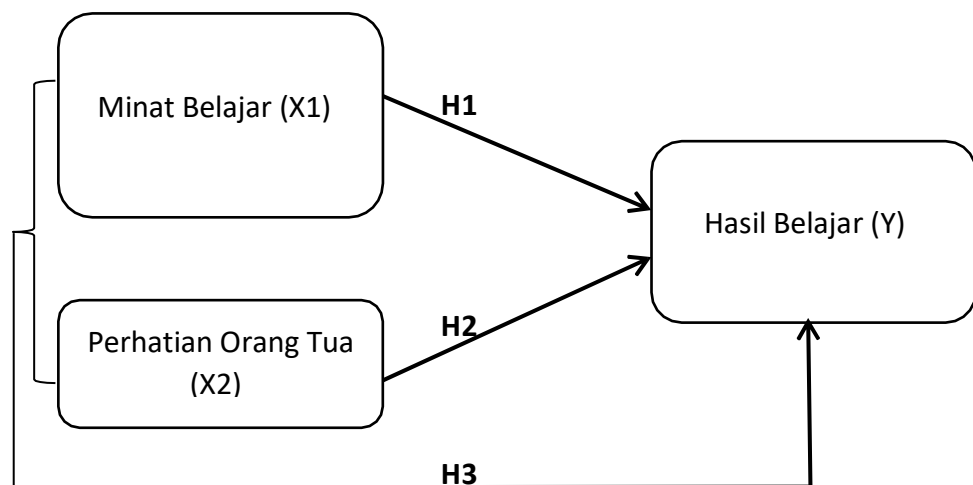 Minat Belajar (X1)
H1
Hasil Belajar (Y)
H2
Perhatian Orang Tua
(X2)
H3